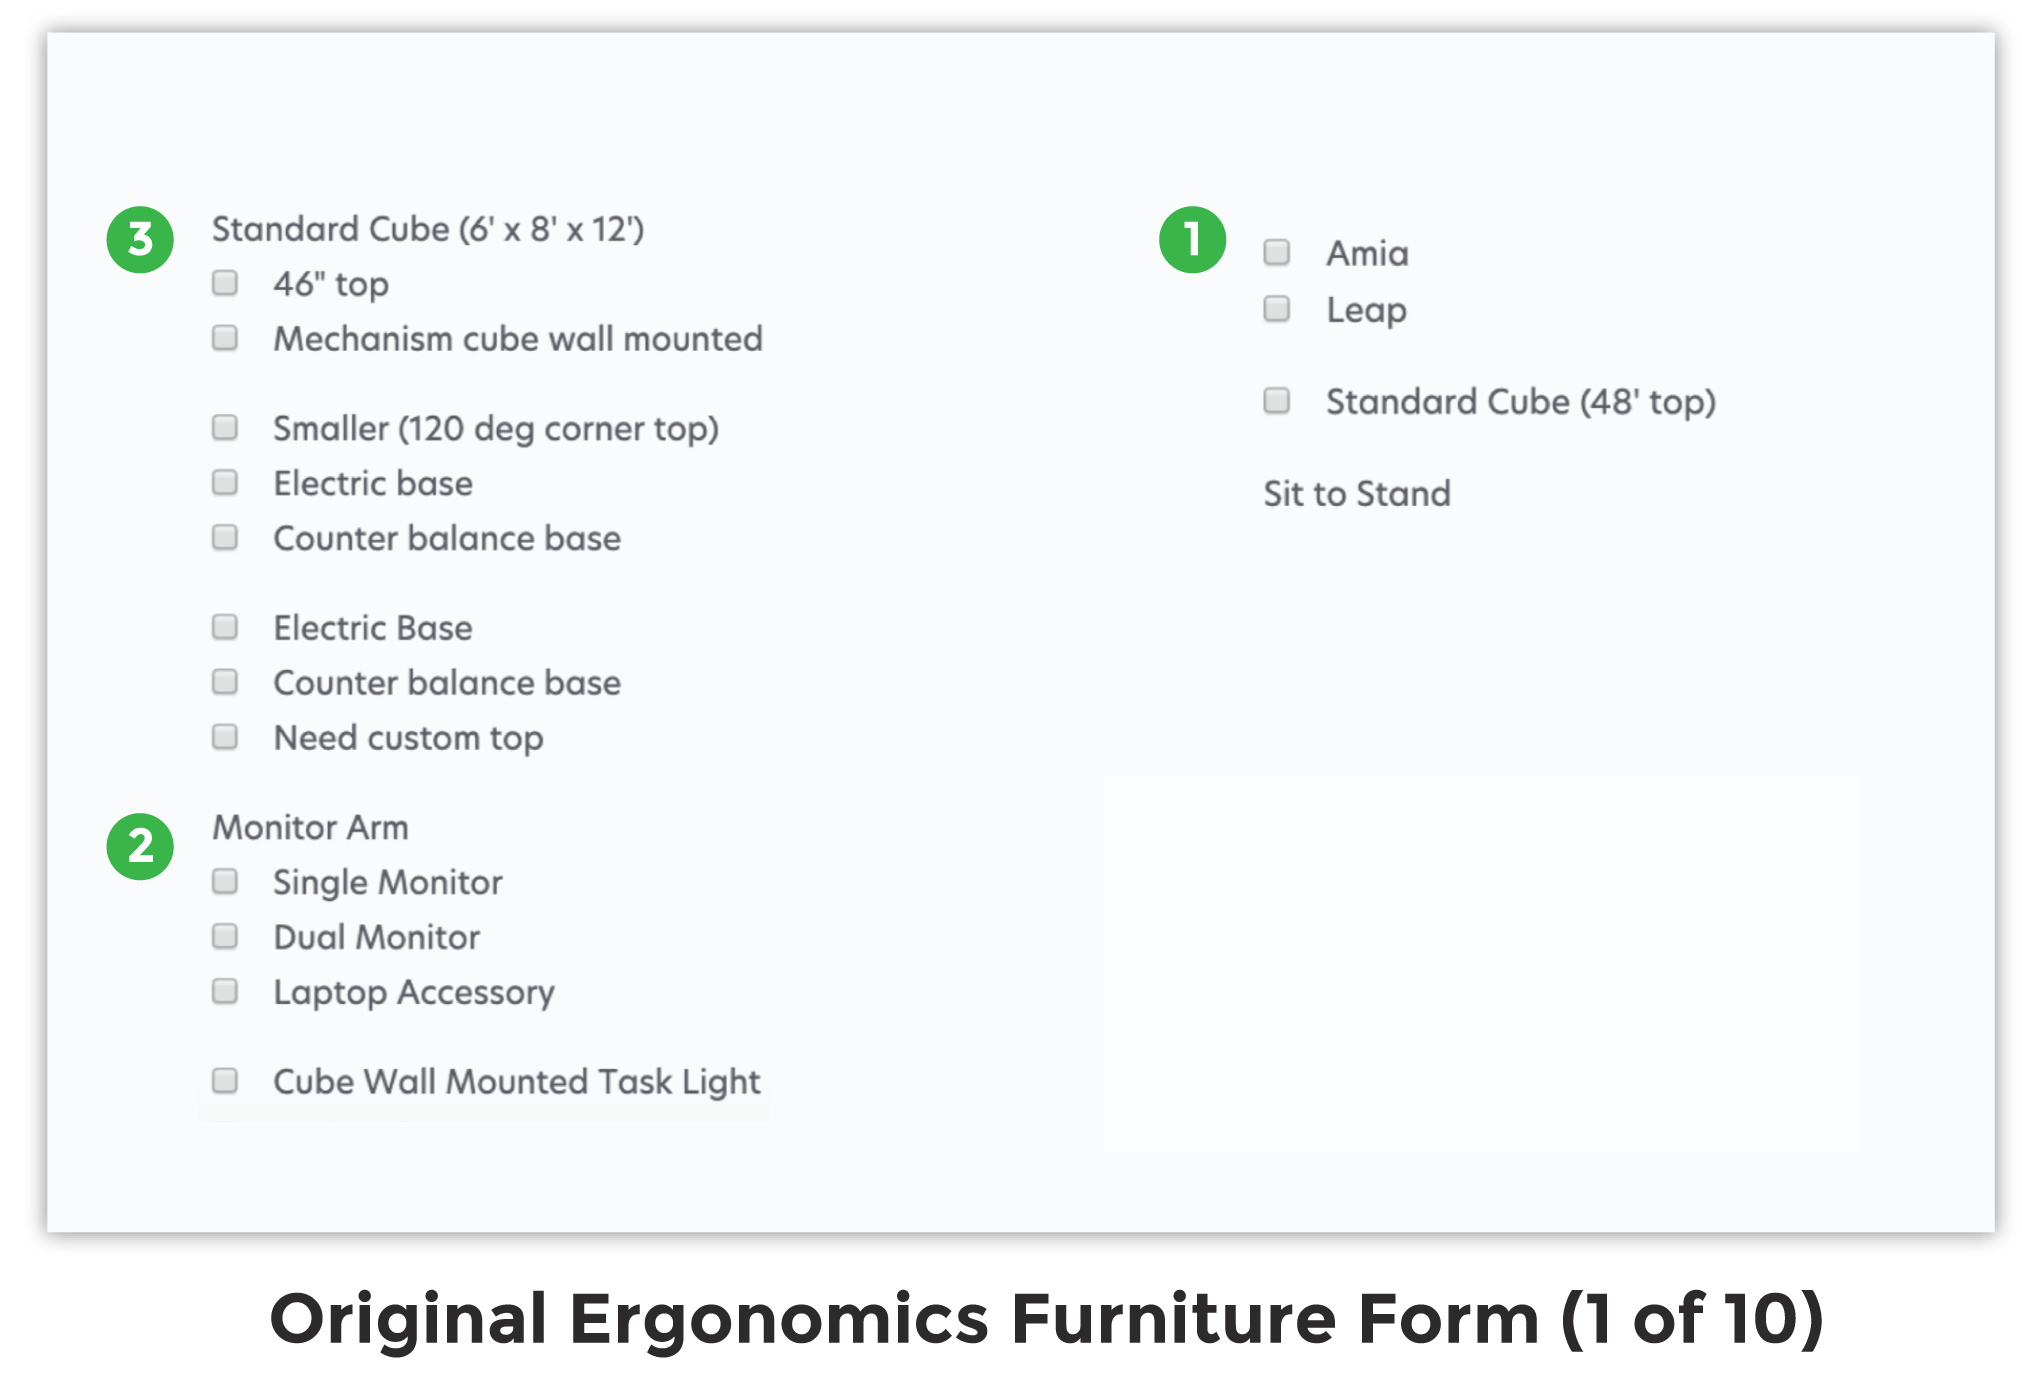 3
Standard Cube (6' x 8' x 12')
46" top
Mechanism cube wall mounted
Smaller (120 deg corner top)
Electric base
Counter balance base
Electric Base
Counter balance base
Need custom top
2
Monitor Arm
Single Monitor
Dual Monitor
Laptop Accessory
Cube Wall Mounted Task Light
1
Amia
Leap
Standard Cube (48' top)
Sit to Stand
Original Ergonomics Furniture Form (1 of 10)